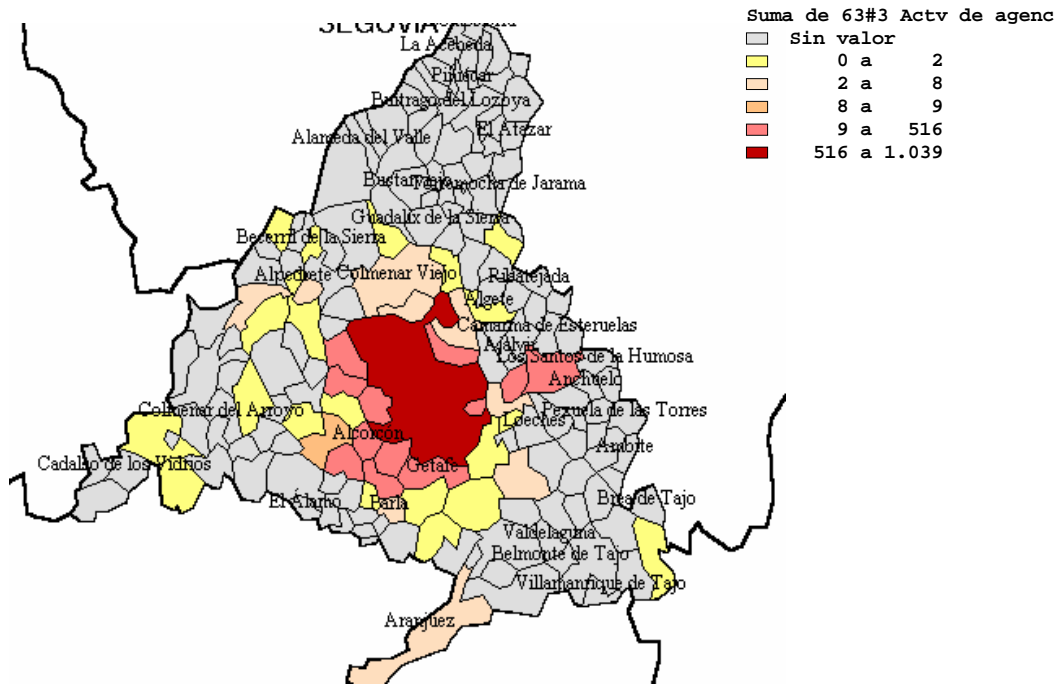 Suma de 63#3 Actv de agenc
Sin valor
0 a 2
2 a 8
8 a 9
9 a 516
516 a 1.039
SEGOVIA
La Acebeda
Piñuécar
Buitrago del Lozoya
El Atazar
Alameda del Valle
Bustarviejo
Torremocha de Jarama
Guadalix de la Sierra
Becerril de la Sierra
Alpedrete
Colmenar Viejo
Ribatejada
Algete
Camarma de Esteruelas
Ajalvir
Los Santos de la Humosa
Anchuelo
Colmenar del Arroyo
Pezuela de las Torres
Loeches
Alcorcón
Ambite
Cadalso de los Vidrios
Getafe
El Álamo
Parla
Brea de Tajo
Valdelaguna
Belmonte de Tajo
Villamanrique de Tajo
Aranjuez